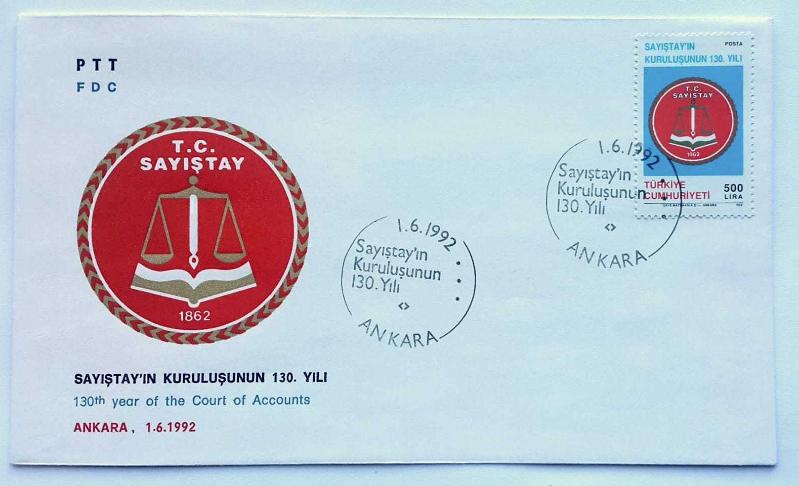 PTT
FDC
T.C.
SAYIŞTAY
1862
SAYIŞTAY'IN KURULUŞUNUN 130. YILI
130th year of the Court of Accounts
ANKARA, 1.6.1992
1.6.1992
Sayıştay'ın
Kuruluşunun
130.Yılı
ANKARA
SAYIŞTAY'IN
KURULUŞUNUN 130. YILI
POSTA
T.C.
SAYIŞTAY
1862
TÜRKİYE
CUMHURİYETİ
500
LİRA
1.6.1992
Sayıştay'ın
Kuruluşunun
130.Yılı
ANKARA